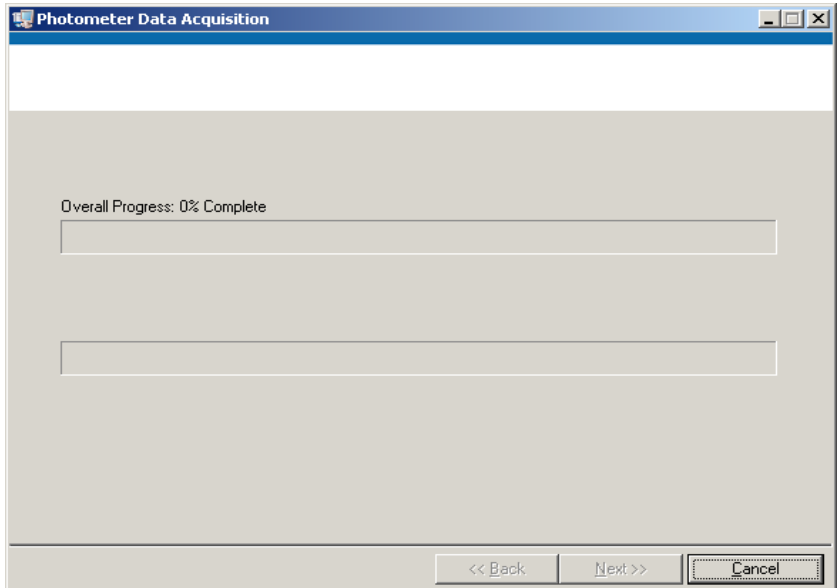 Photometer Data Acquisition
Overall Progress: 0% Complete
<< Back Next >> Cancel